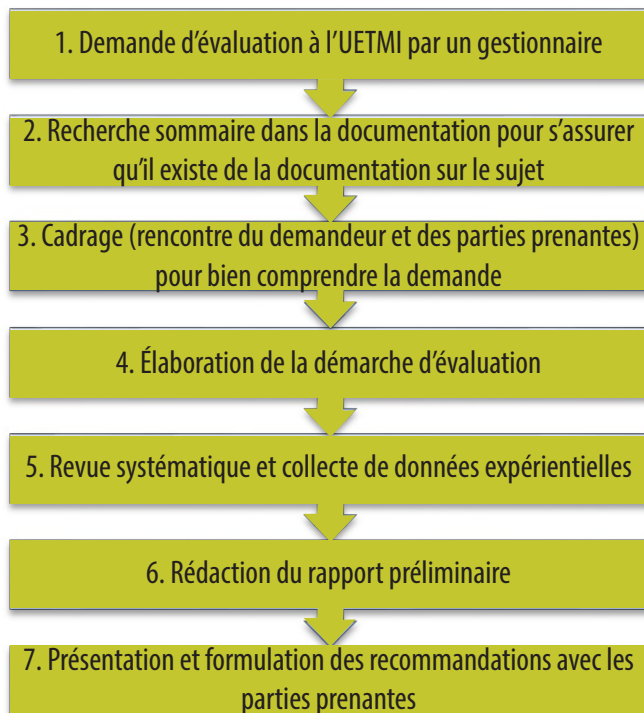 1. Demande d’évaluation à l’UETMI par un gestionnaire
2. Recherche sommaire dans la documentation pour s’assurer
qu’il existe de la documentation sur le sujet
3. Cadrage (rencontre du demandeur et des parties prenantes)
pour bien comprendre la demande
4. Élaboration de la démarche d’évaluation
5. Revue systématique et collecte de données expérientielles
6. Rédaction du rapport préliminaire
7. Présentation et formulation des recommandations avec les
parties prenantes